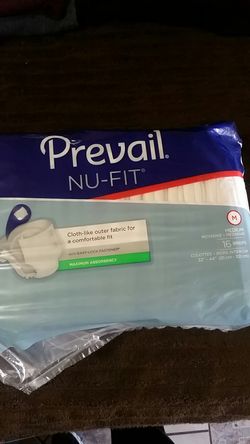 Prevail®
NU-FIT®
Cloth-like outer fabric for
a comfortable fit
MAXIMUM ABSORBENCY
M
MEDIUM
16